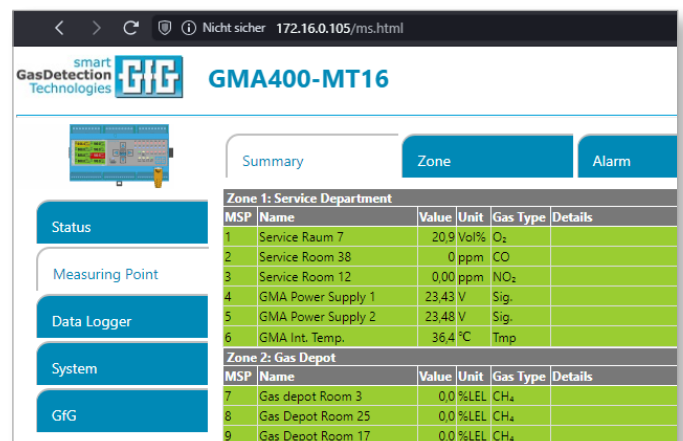 Nicht sicher 172.16.0.105/ms.html
smart
GasDetection
Technologies
GfG
GMA400-MT16
Summary Zone Alarm
Status
Measuring Point
Data Logger
System
GfG
Zone 1: Service Department
MSP Name Value Unit Gas Type Details
1 Service Raum 7 20,9 Vol% O₂
2 Service Room 38 0 ppm CO
3 Service Room 12 0,00 ppm NO₂
4 GMA Power Supply 1 23,43 V Sig.
5 GMA Power Supply 2 23,48 V Sig.
6 GMA Int. Temp. 36,4 °C Tmp
Zone 2: Gas Depot
MSP Name Value Unit Gas Type Details
7 Gas depot Room 3 0,0 %LEL CH₄
8 Gas Depot Room 25 0,0 %LEL CH₄
9 Gas Depot Room 17 0,0 %LEL CH₄